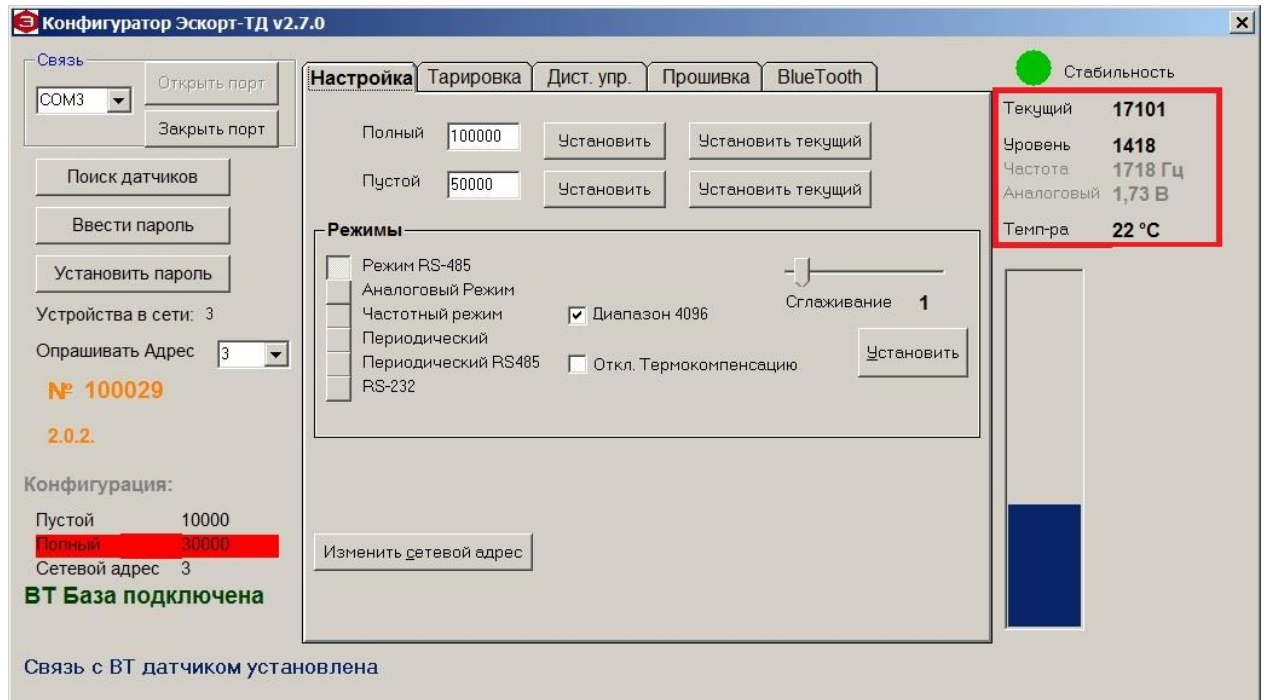 Конфигуратор Эскорт-ТД v2.7.0
Связь
COM3
Открыть порт
Закрыть порт
Поиск датчиков
Ввести пароль
Установить пароль
Устройства в сети: 3
Опрашивать Адрес 3
№ 100029
2.0.2.
Конфигурация:
Пустой 10000
Полный 30000
Сетевой адрес 3
ВТ База подключена
Связь с ВТ датчиком установлена
Настройка Тарировка Дист. упр. Прошивка BlueTooth
Полный 100000 Установить Установить текущий
Пустой 50000 Установить Установить текущий
Режимы
Режим RS-485
Аналоговый Режим
Частотный режим
Периодический
Периодический RS485
RS-232
Диапазон 4096
Откл. Термокомпенсацию
Сглаживание 1
Установить
Изменить сетевой адрес
Стабильность
Текущий 17101
Уровень 1418
Частота 1718 Гц
Аналоговый 1,73 В
Темп-ра 22 °C